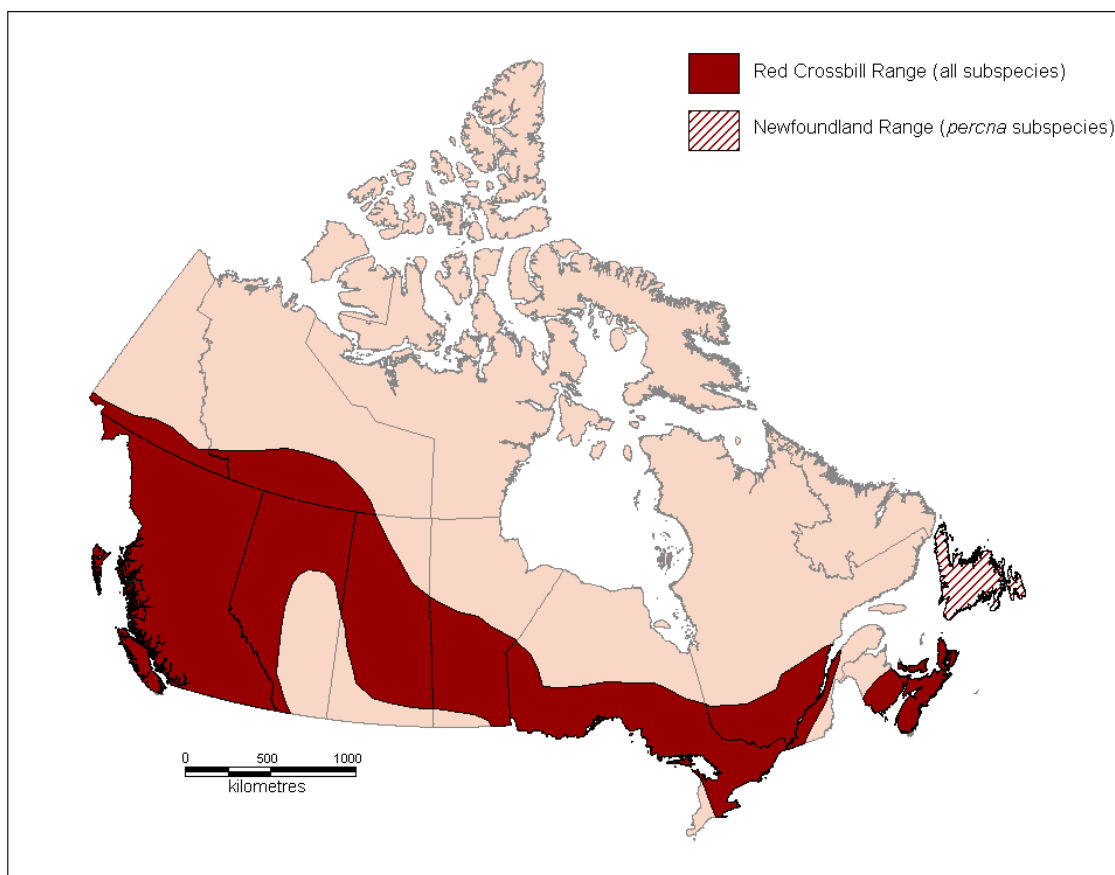 Red Crossbill Range (all subspecies)
Newfoundland Range (percna subspecies)
0 500 1000
kilometres